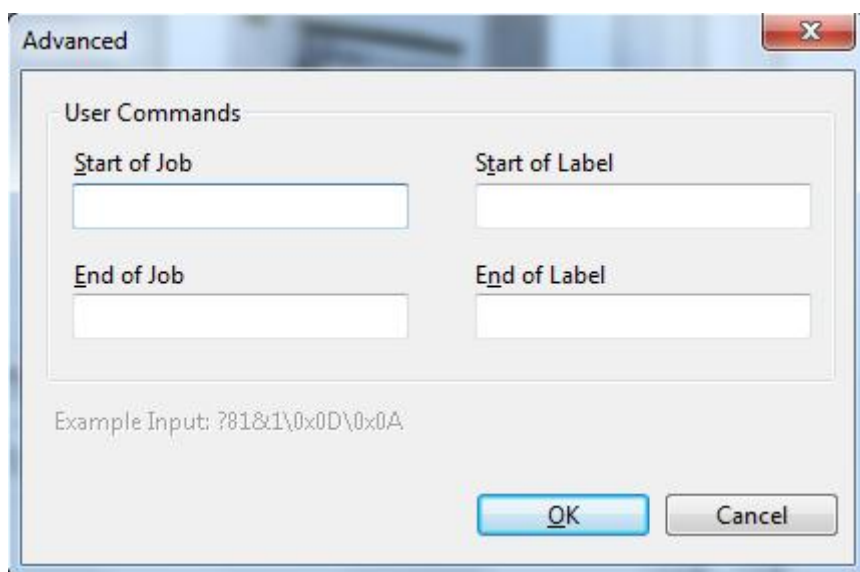 Advanced
User Commands
Start of Job
Start of Label
End of Job
End of Label
Example Input: ?81&1\0x0D\0x0A
OK
Cancel